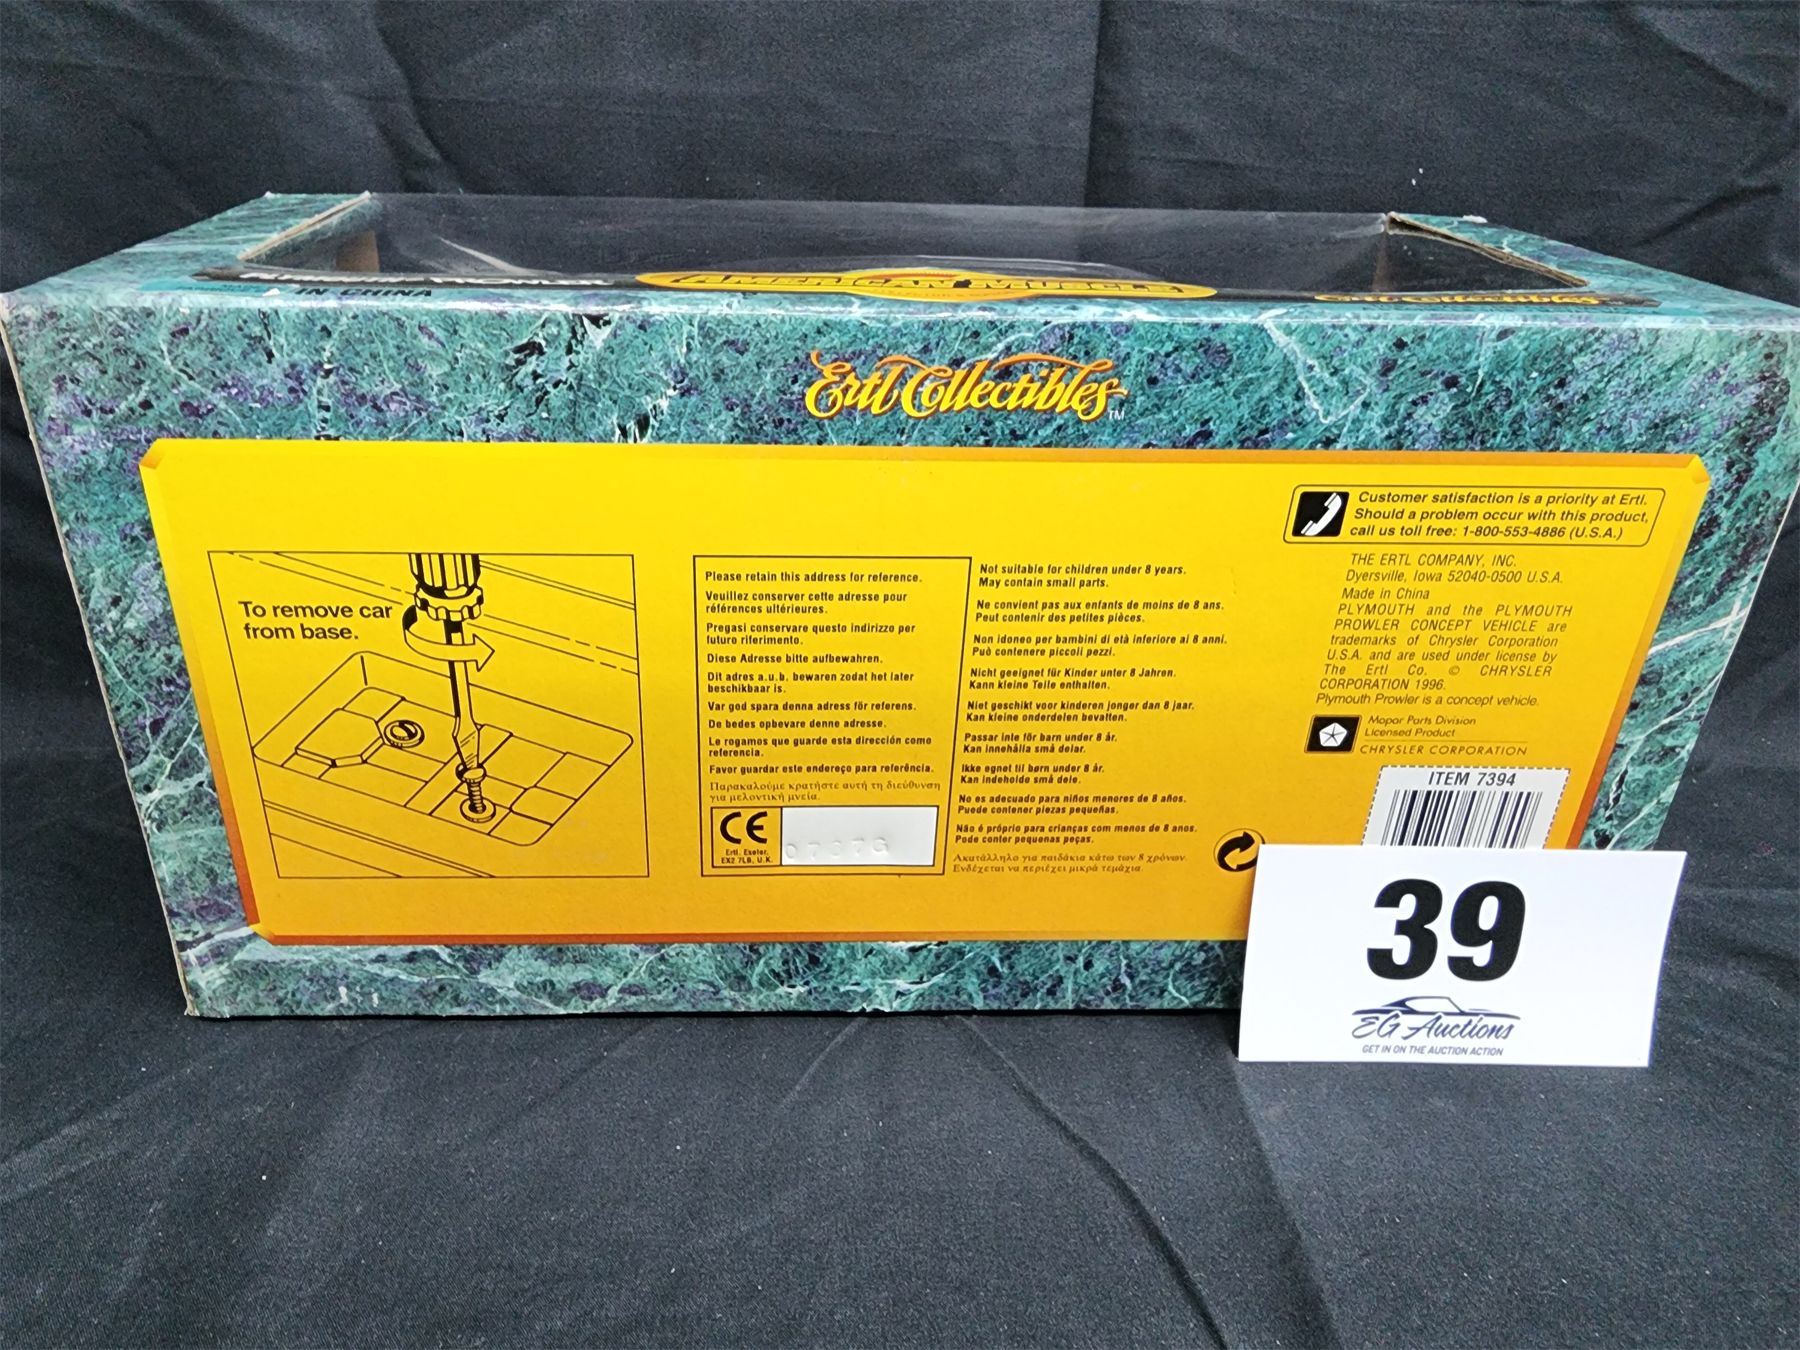 PROWLER
AMERICAN MUSCLE
Ertl Collectibles
IN CHINA
Ertl Collectibles™
To remove car
from base.
Please retain this address for reference.
Veuillez conserver cette adresse pour
références ultérieures.
Pregasi conservare questo indirizzo per
futuro riferimento.
Diese Adresse bitte aufbewahren.
Dit adres a.u.b. bewaren zodat het later
beschikbaar is.
Var god spara denna adress för referens.
De bedes opbevare denne adresse.
Le rogamos que guarde esta dirección como
referencia.
Favor guardar este endereço para referência.
Παρακαλούμε κρατήστε αυτή τη διεύθυνση
για μελοντική μνεία.
CE
Ertl. Exeter.
EX2 7LB, U.K.
Not suitable for children under 8 years.
May contain small parts.
Ne convient pas aux enfants de moins de 8 ans.
Peut contenir des petites pièces.
Non idoneo per bambini di età inferiore ai 8 anni.
Può contenere piccoli pezzi.
Nicht geeignet für Kinder unter 8 Jahren.
Kann kleine Teile enthalten.
Niet geschikt voor kinderen jonger dan 8 jaar.
Kan kleine onderdelen bevatten.
Passar inte för barn under 8 år.
Kan innehålla små delar.
Ikke egnet til børn under 8 år.
Kan indeholde små dele.
No es adecuado para niños menores de 8 años.
Puede contener piezas pequeñas.
Não é próprio para crianças com menos de 8 anos.
Pode conter pequenas peças.
Ακατάλληλο για παιδάκια κάτω των 8 χρόνων.
Ενδέχεται να περιέχει μικρά τεμάχια
Customer satisfaction is a priority at Ertl.
Should a problem occur with this product,
call us toll free: 1-800-553-4886 (U.S.A.)
THE ERTL COMPANY, INC.
Dyersville, Iowa 52040-0500 U.S.A.
Made in China
PLYMOUTH and the PLYMOUTH
PROWLER CONCEPT VEHICLE are
trademarks of Chrysler Corporation
U.S.A. and are used under license by
The Ertl Co. © CHRYSLER
CORPORATION 1996.
Plymouth Prowler is a concept vehicle.
Mopar Parts Division
Licensed Product
CHRYSLER CORPORATION
ITEM 7394
39
EG Auctions
GET IN ON THE AUCTION ACTION